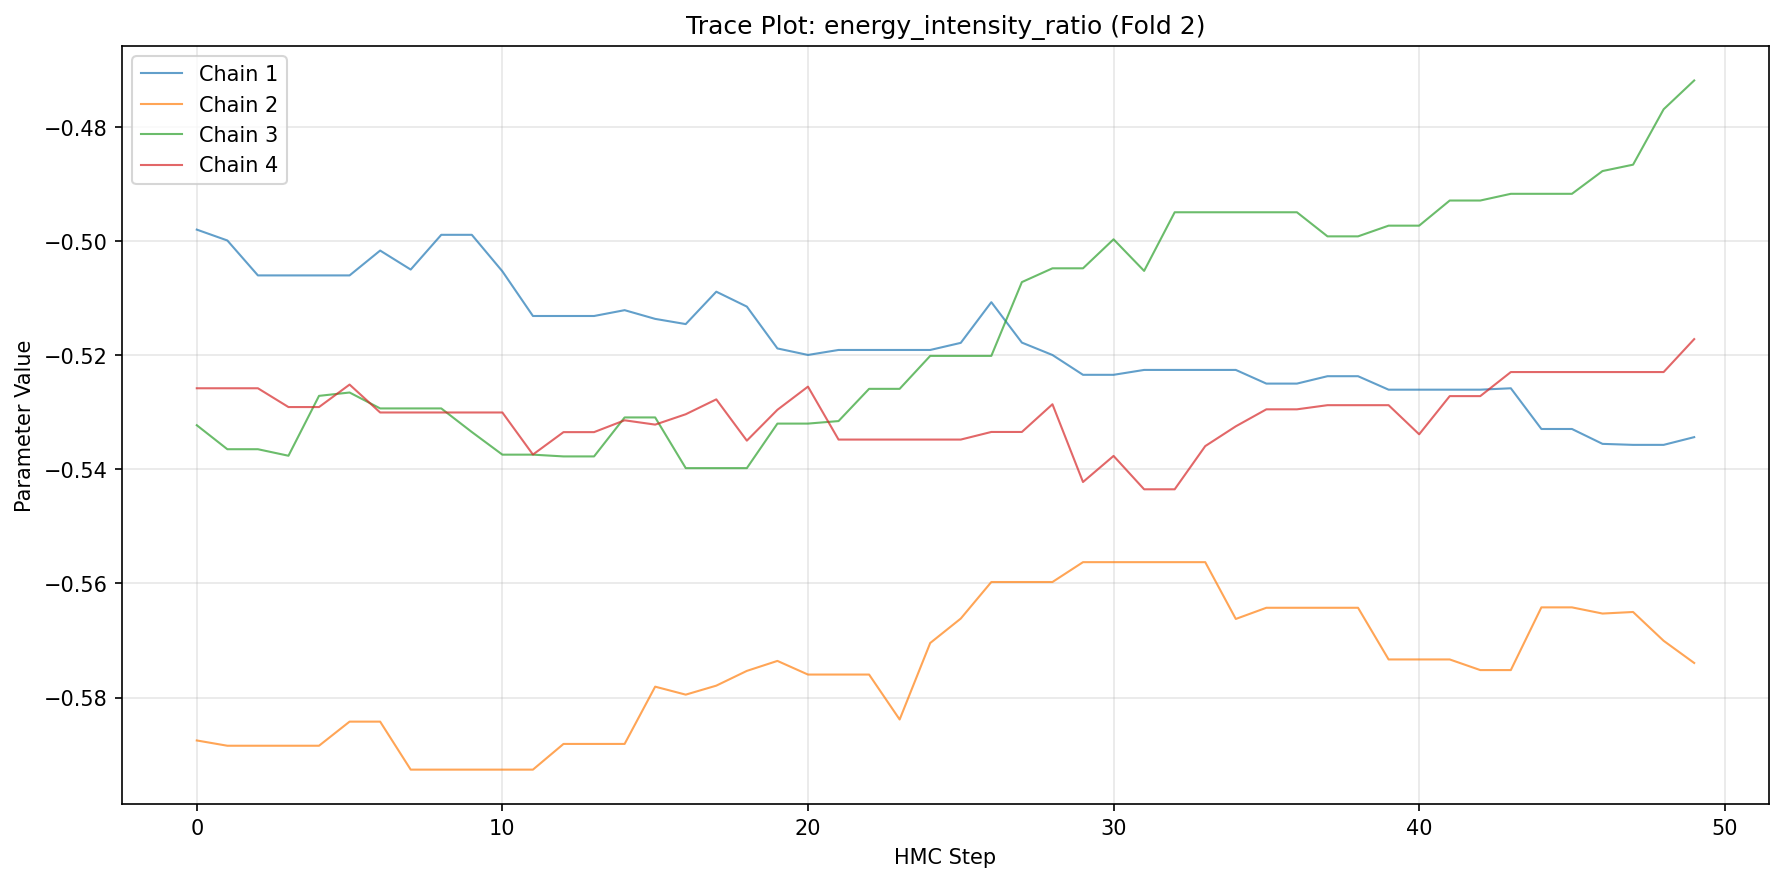 Trace Plot: energy_intensity_ratio (Fold 2)
Chain 1
Chain 2
Chain 3
Chain 4
−0.48
−0.50
−0.52
−0.54
−0.56
−0.58
Parameter Value
0 10 20 30 40 50
HMC Step